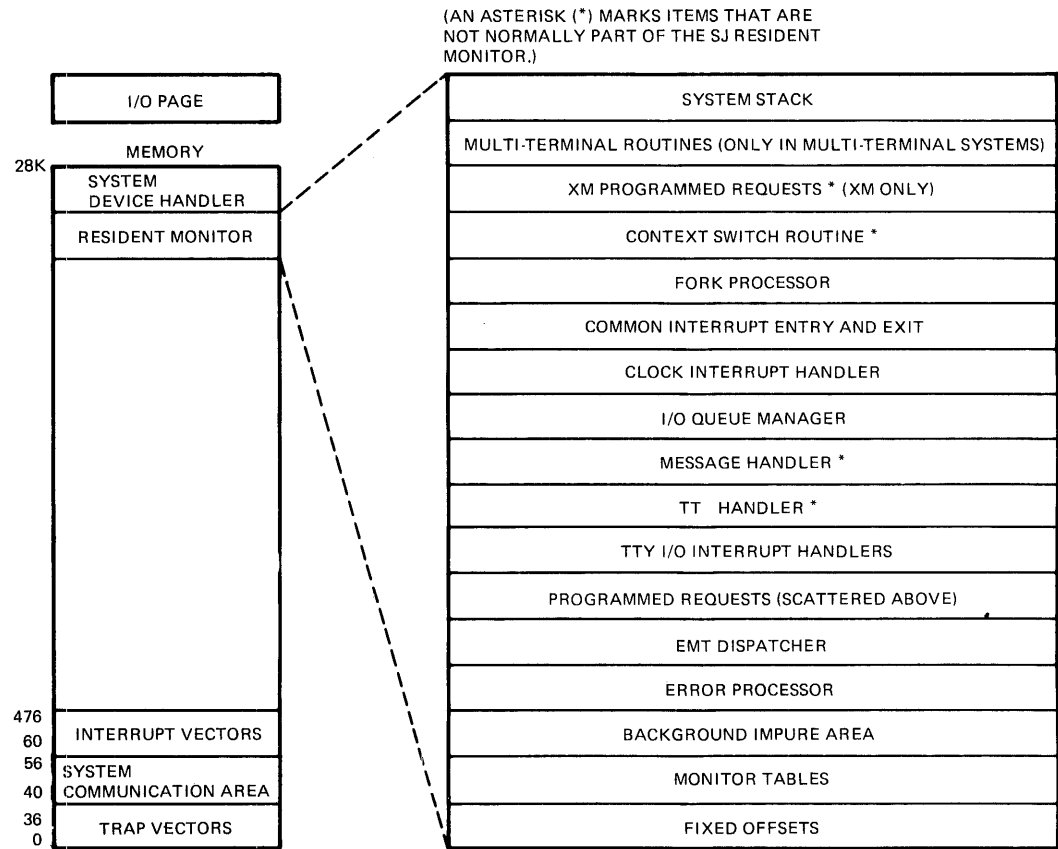 (AN ASTERISK (*) MARKS ITEMS THAT ARE
NOT NORMALLY PART OF THE SJ RESIDENT
MONITOR.)
I/O PAGE
MEMORY
28K
SYSTEM
DEVICE HANDLER
RESIDENT MONITOR
476
60
INTERRUPT VECTORS
56
40
SYSTEM
COMMUNICATION AREA
36
0
TRAP VECTORS
SYSTEM STACK
MULTI-TERMINAL ROUTINES (ONLY IN MULTI-TERMINAL SYSTEMS)
XM PROGRAMMED REQUESTS * (XM ONLY)
CONTEXT SWITCH ROUTINE *
FORK PROCESSOR
COMMON INTERRUPT ENTRY AND EXIT
CLOCK INTERRUPT HANDLER
I/O QUEUE MANAGER
MESSAGE HANDLER *
TT HANDLER *
TTY I/O INTERRUPT HANDLERS
PROGRAMMED REQUESTS (SCATTERED ABOVE)
EMT DISPATCHER
ERROR PROCESSOR
BACKGROUND IMPURE AREA
MONITOR TABLES
FIXED OFFSETS